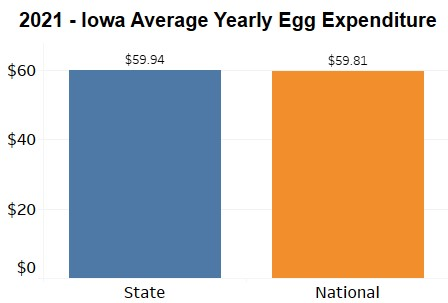 2021 - Iowa Average Yearly Egg Expenditure
$59.94 $59.81
$60
$40
$20
$0
State National